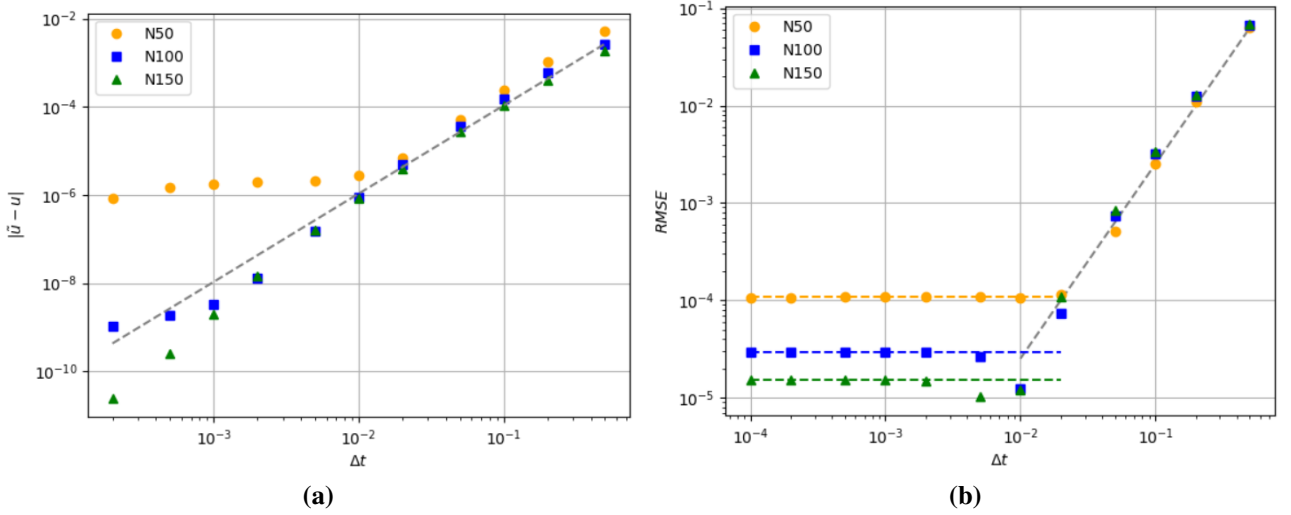 10^{-2}
10^{-4}
10^{-6}
10^{-8}
10^{-10}
|ũ − u|
N50
N100
N150
10^{-3}
10^{-2}
10^{-1}
Δt
(a)
10^{-1}
10^{-2}
10^{-3}
10^{-4}
10^{-5}
RMSE
N50
N100
N150
10^{-4}
10^{-3}
10^{-2}
10^{-1}
Δt
(b)